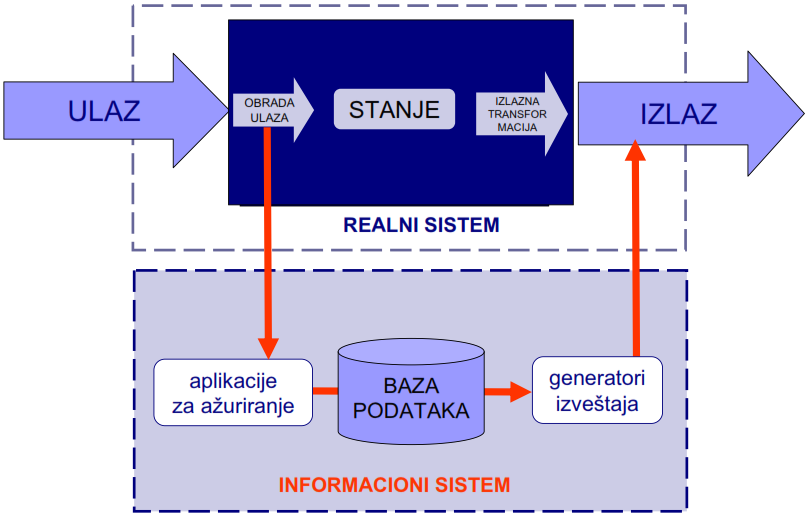 ULAZ
OBRADA
ULAZA
STANJE
IZLAZNA
TRANSFOR
MACIJA
IZLAZ
REALNI SISTEM
aplikacije
za ažuriranje
BAZA
PODATAKA
generatori
izveštaja
INFORMACIONI SISTEM